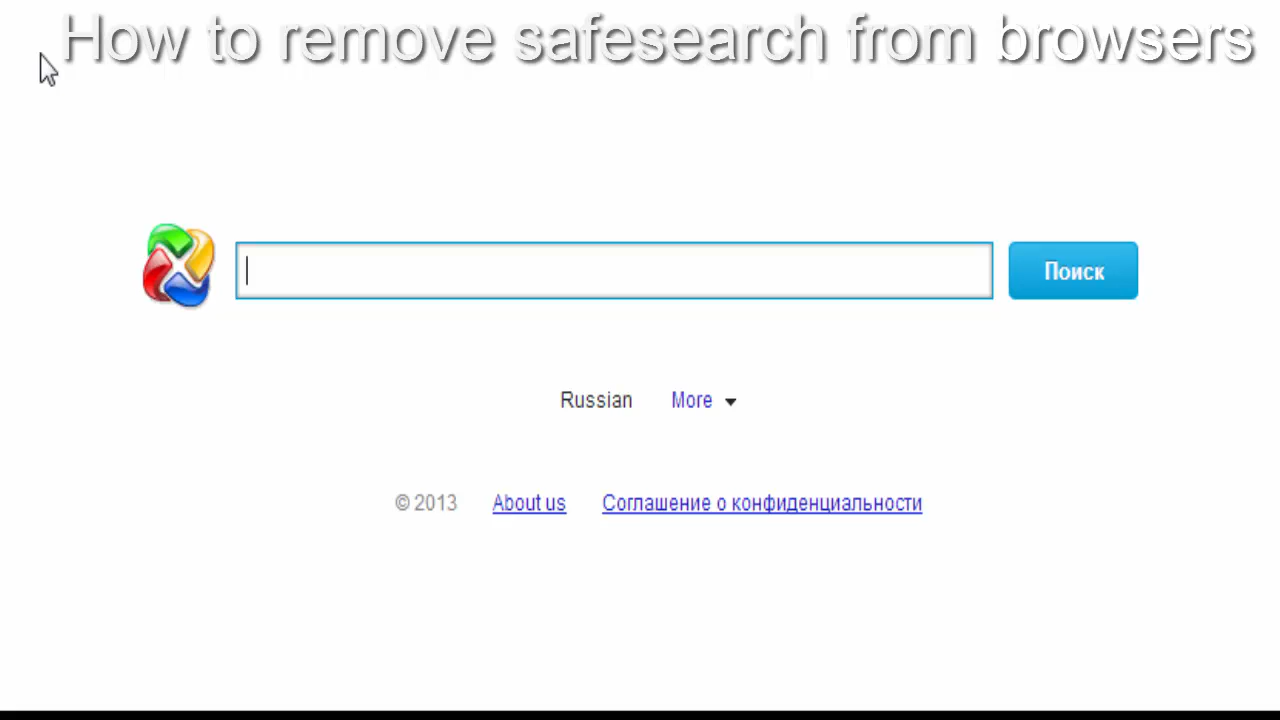 How to remove safesearch from browsers
Поиск
Russian More
© 2013 About us Соглашение о конфиденциальности